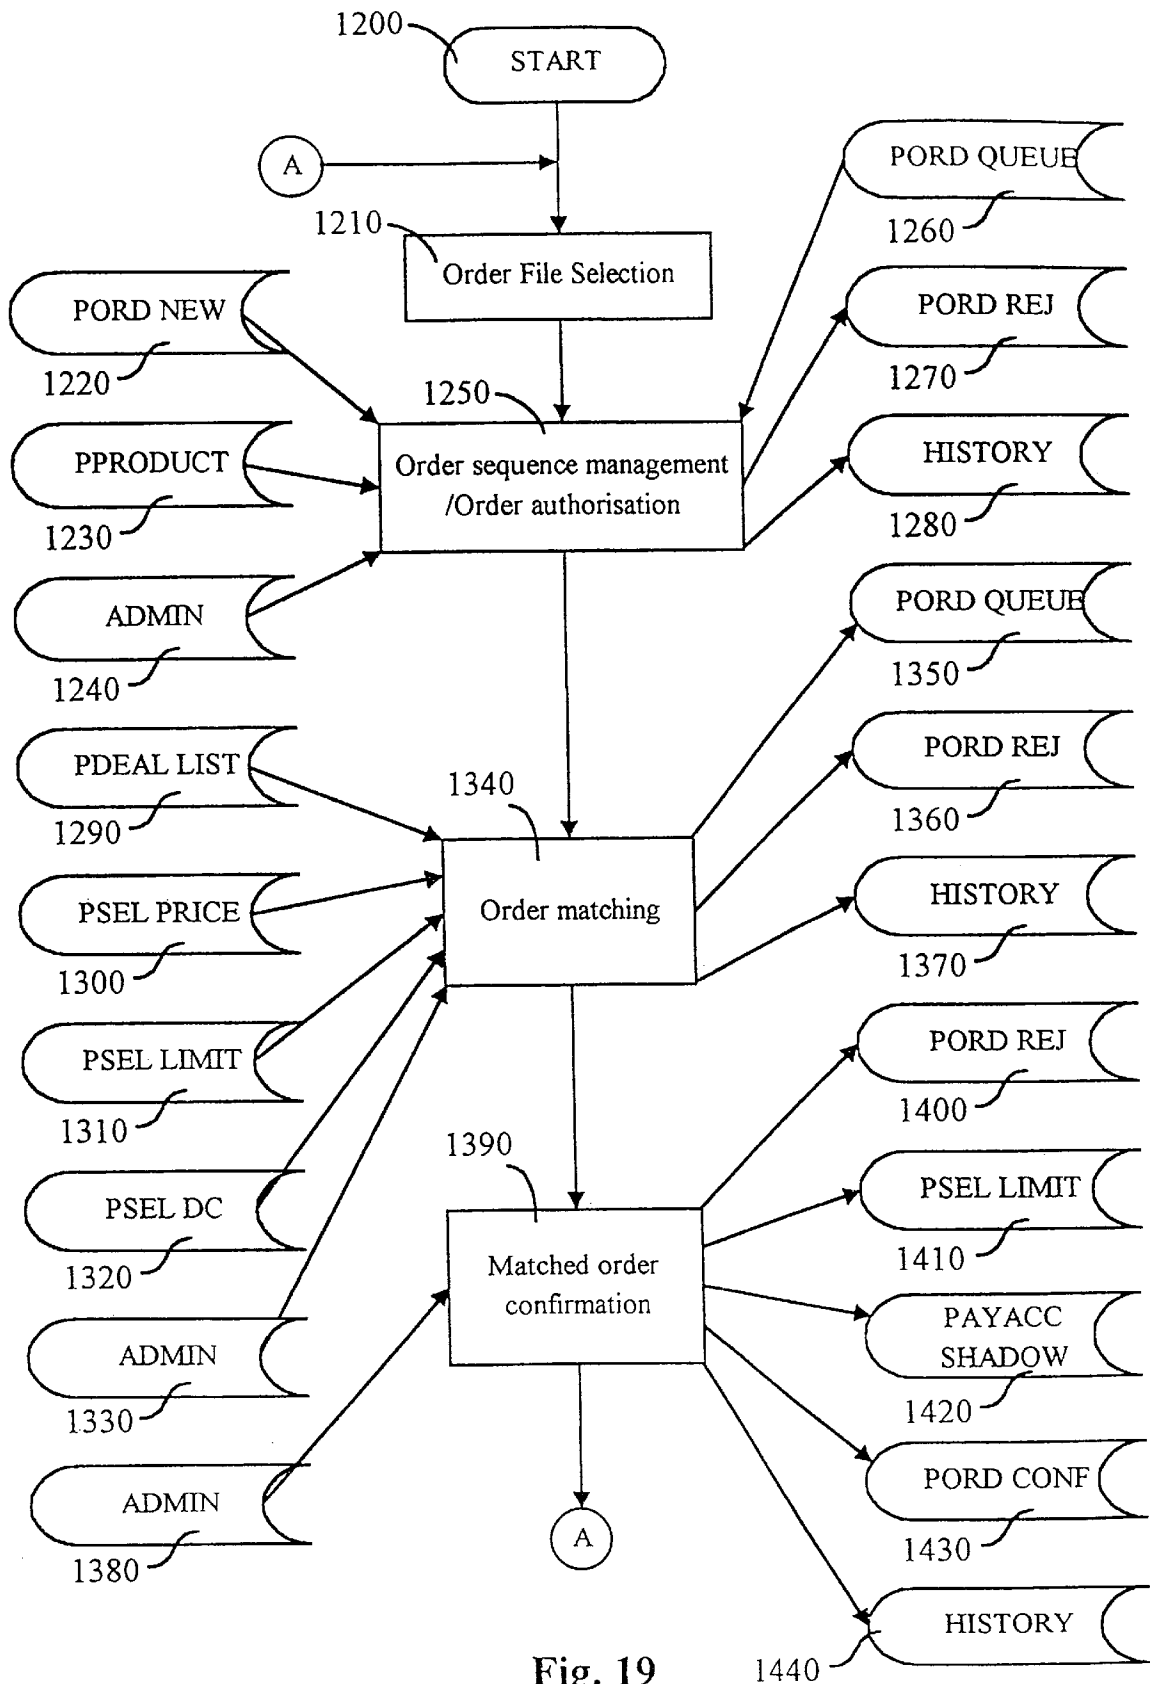 1200
START
A
PORD QUEUE
1260
1210
Order File Selection
PORD NEW
1220
PORD REJ
1270
1250
Order sequence management
/Order authorisation
PPRODUCT
1230
HISTORY
1280
ADMIN
1240
PORD QUEUE
1350
PDEAL LIST
1290
PORD REJ
1360
1340
Order matching
PSEL PRICE
1300
HISTORY
1370
PSEL LIMIT
1310
PORD REJ
1400
1390
Matched order
confirmation
PSEL DC
1320
PSEL LIMIT
1410
ADMIN
1330
PAYACC
SHADOW
1420
ADMIN
1380
PORD CONF
1430
A
HISTORY
1440
Fig. 19